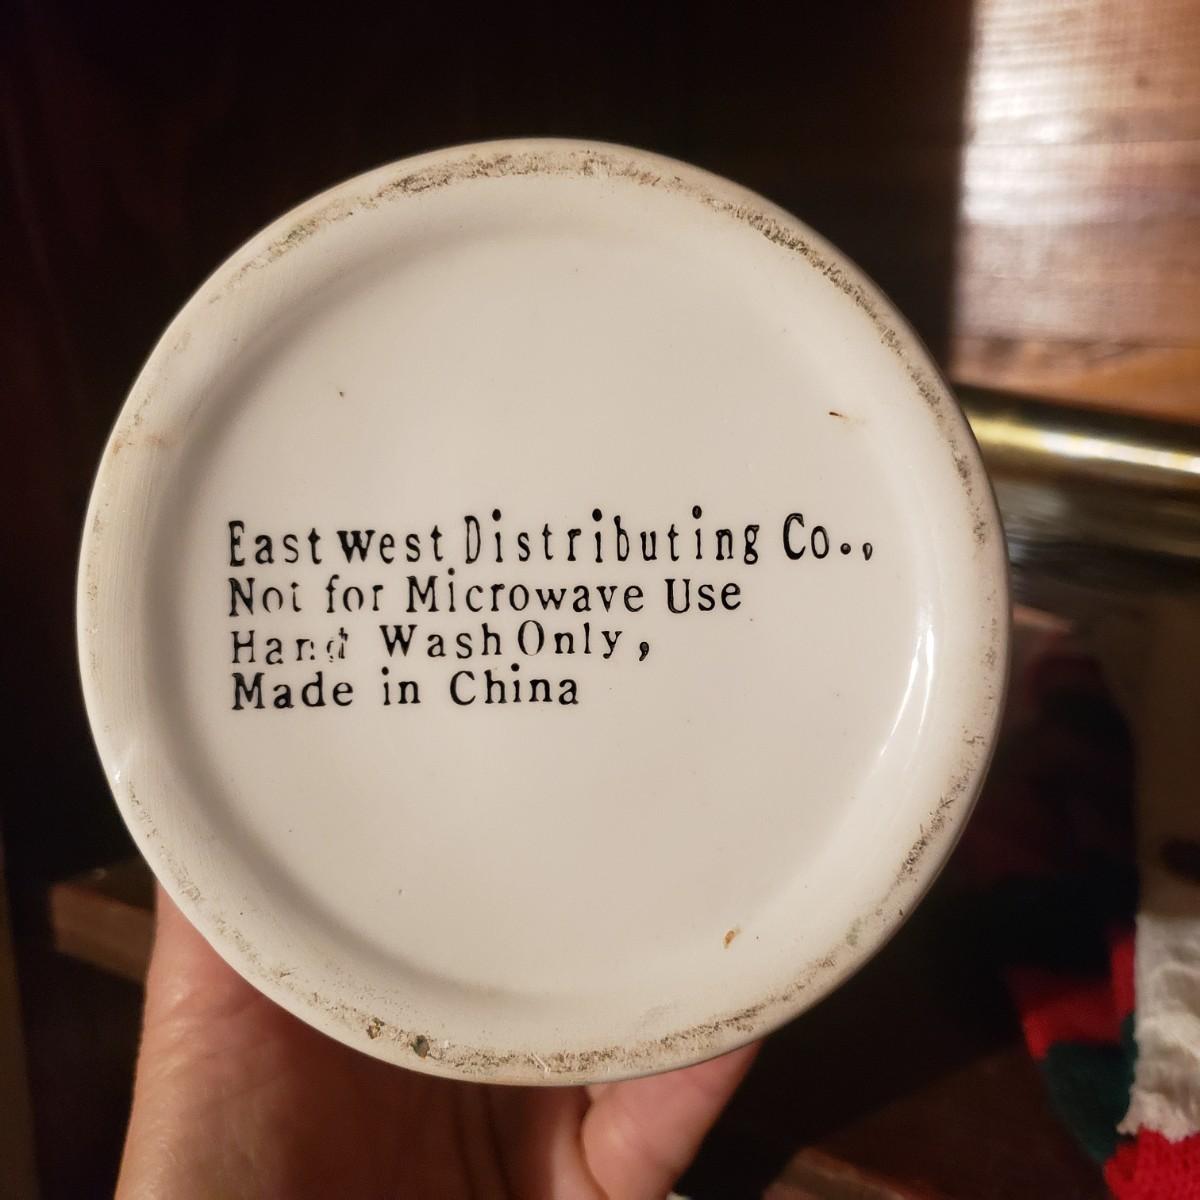 East west Distributing Co.,
Not for Microwave Use
Hand Wash Only,
Made in China